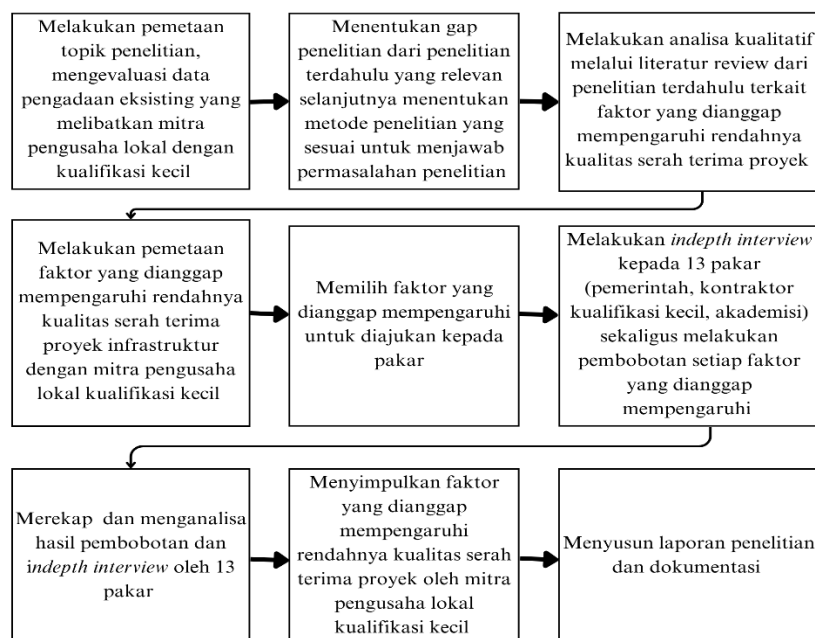 Melakukan pemetaan
topik penelitian,
mengevaluasi data
pengadaan eksisting yang
melibatkan mitra
pengusaha lokal dengan
kualifikasi kecil
Menentukan gap
penelitian dari penelitian
terdahulu yang relevan
selanjutnya menentukan
metode penelitian yang
sesuai untuk menjawab
permasalahan penelitian
Melakukan analisa kualitatif
melalui literatur review dari
penelitian terdahulu terkait
faktor yang dianggap
mempengaruhi rendahnya
kualitas serah terima proyek
Melakukan pemetaan
faktor yang dianggap
mempengaruhi rendahnya
kualitas serah terima
proyek infrastruktur
dengan mitra pengusaha
lokal kualifikasi kecil
Memilih faktor yang
dianggap mempengaruhi
untuk diajukan kepada
pakar
Melakukan indepth interview
kepada 13 pakar
(pemerintah, kontraktor
kualifikasi kecil, akademisi)
sekaligus melakukan
pembobotan setiap faktor
yang dianggap
mempengaruhi
Merekap dan menganalisa
hasil pembobotan dan
indepth interview oleh 13
pakar
Menyimpulkan faktor
yang dianggap
mempengaruhi
rendahnya kualitas serah
terima proyek oleh mitra
pengusaha lokal
kualifikasi kecil
Menyusun laporan penelitian
dan dokumentasi